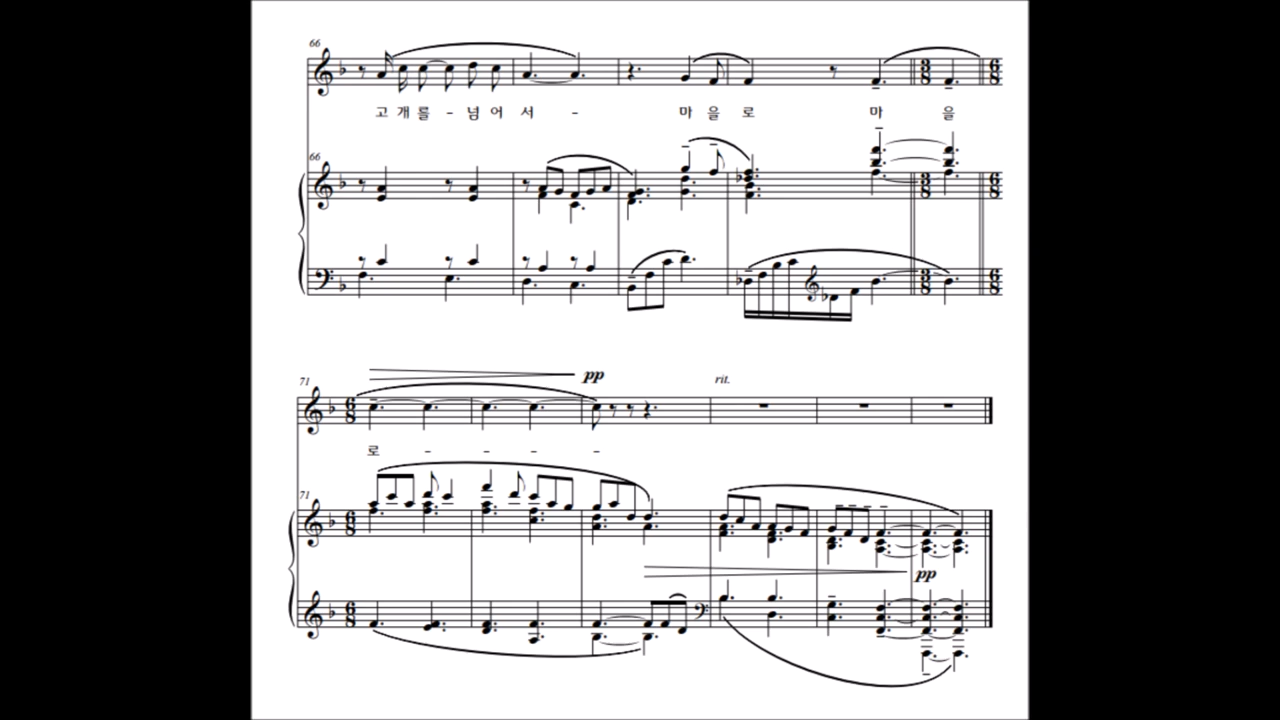 66
고 개 를 - 넘 어 서 - 마 을 로 마 을
66
71
pp
rit.
로 - - - -
71
pp